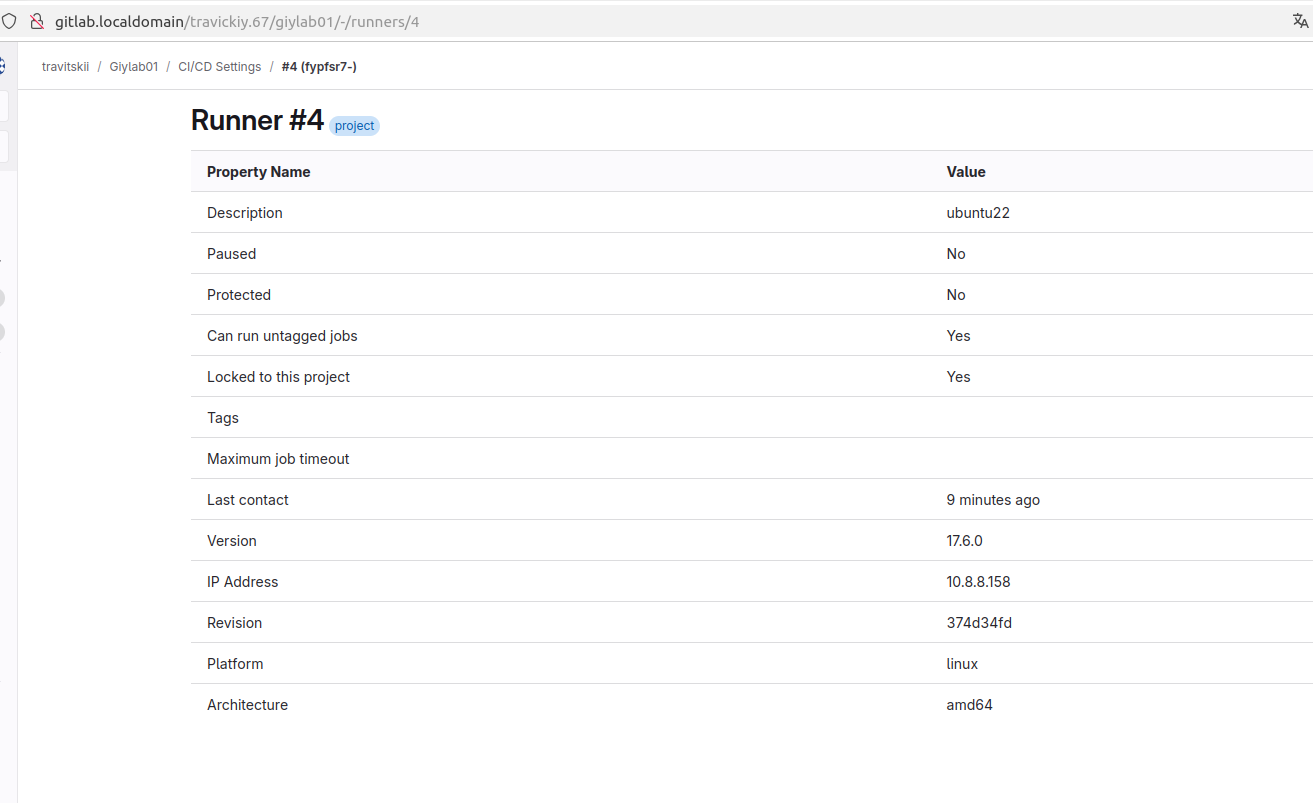 gitlab.localdomain/travickiy.67/giylab01/-/runners/4
travitskii / Giylab01 / CI/CD Settings / #4 (fypfsr7-)
Runner #4 project
Property Name Value
Description ubuntu22
Paused No
Protected No
Can run untagged jobs Yes
Locked to this project Yes
Tags
Maximum job timeout
Last contact 9 minutes ago
Version 17.6.0
IP Address 10.8.8.158
Revision 374d34fd
Platform linux
Architecture amd64